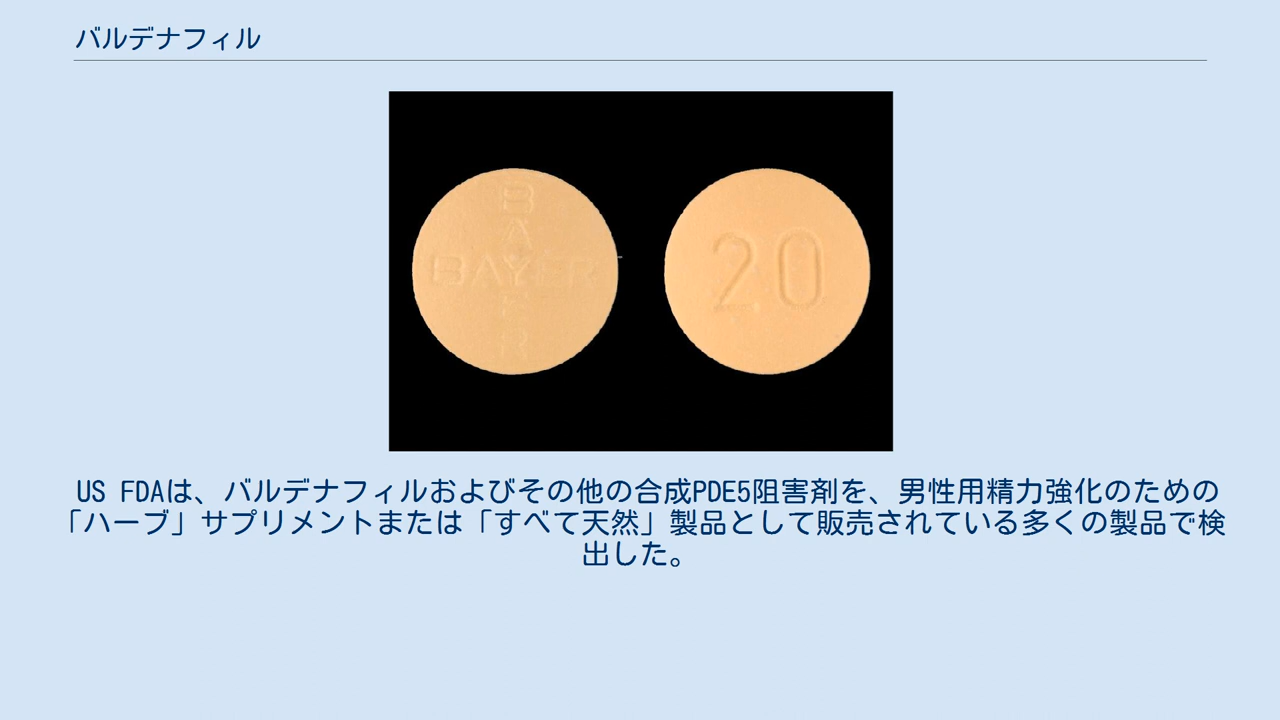 バルデナフィル
B
A
BAYER
E
R
20
US FDAは、バルデナフィルおよびその他の合成PDE5阻害剤を、男性用精力強化のための
「ハーブ」サプリメントまたは「すべて天然」製品として販売されている多くの製品で検
出した。